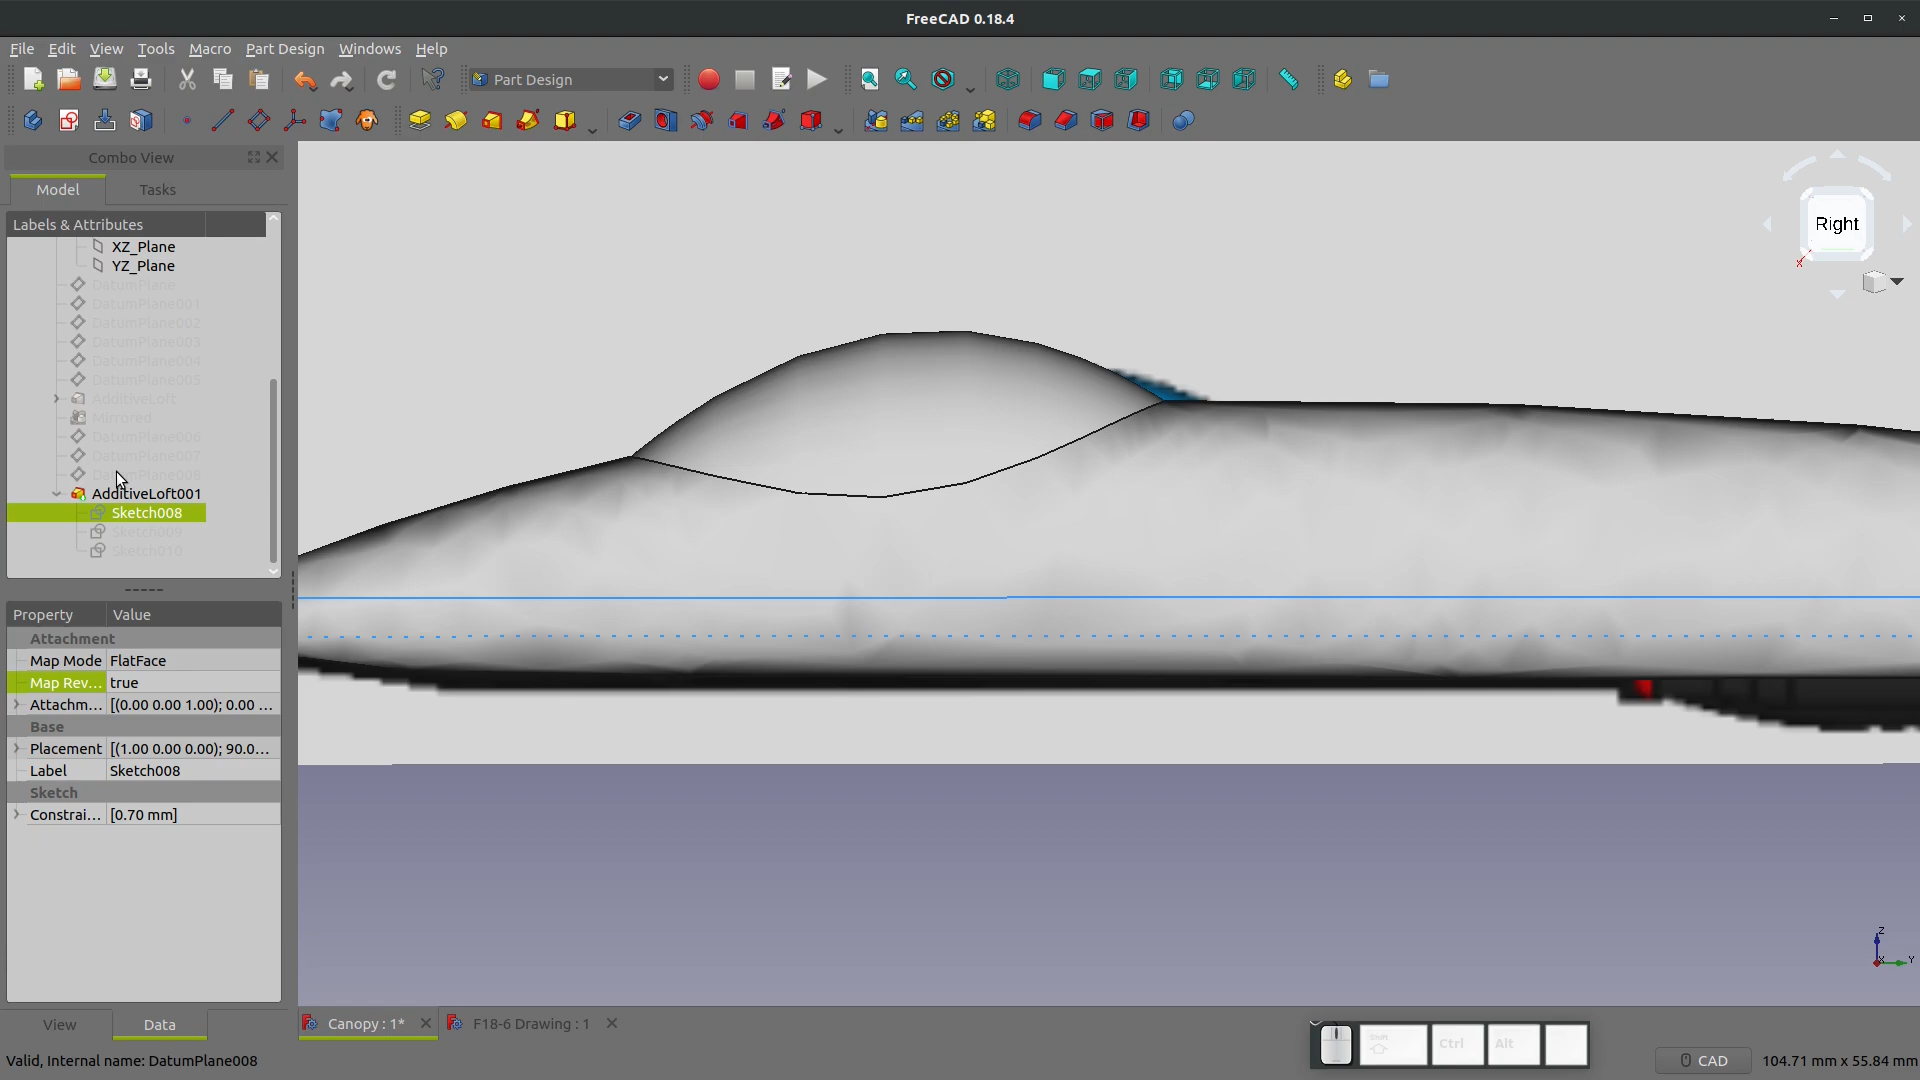 FreeCAD 0.18.4
File Edit View Tools Macro Part Design Windows Help
Part Design
Combo View
Model Tasks
Labels & Attributes
XZ_Plane
YZ_Plane
DatumPlane
DatumPlane001
DatumPlane002
DatumPlane003
DatumPlane004
DatumPlane005
AdditiveLoft
Mirrored
DatumPlane006
DatumPlane007
DatumPlane008
AdditiveLoft001
Sketch008
Sketch009
Sketch010
Property Value
Attachment
Map Mode FlatFace
Map Rev... true
Attachm... [(0.00 0.00 1.00); 0.00 ...
Base
Placement [(1.00 0.00 0.00); 90.0...
Label Sketch008
Sketch
Constrai... [0.70 mm]
View Data
Right
X
Z
Y
X
Canopy : 1*
F18-6 Drawing : 1
Shift
Ctrl
Alt
Valid, Internal name: DatumPlane008
CAD
104.71 mm x 55.84 mm